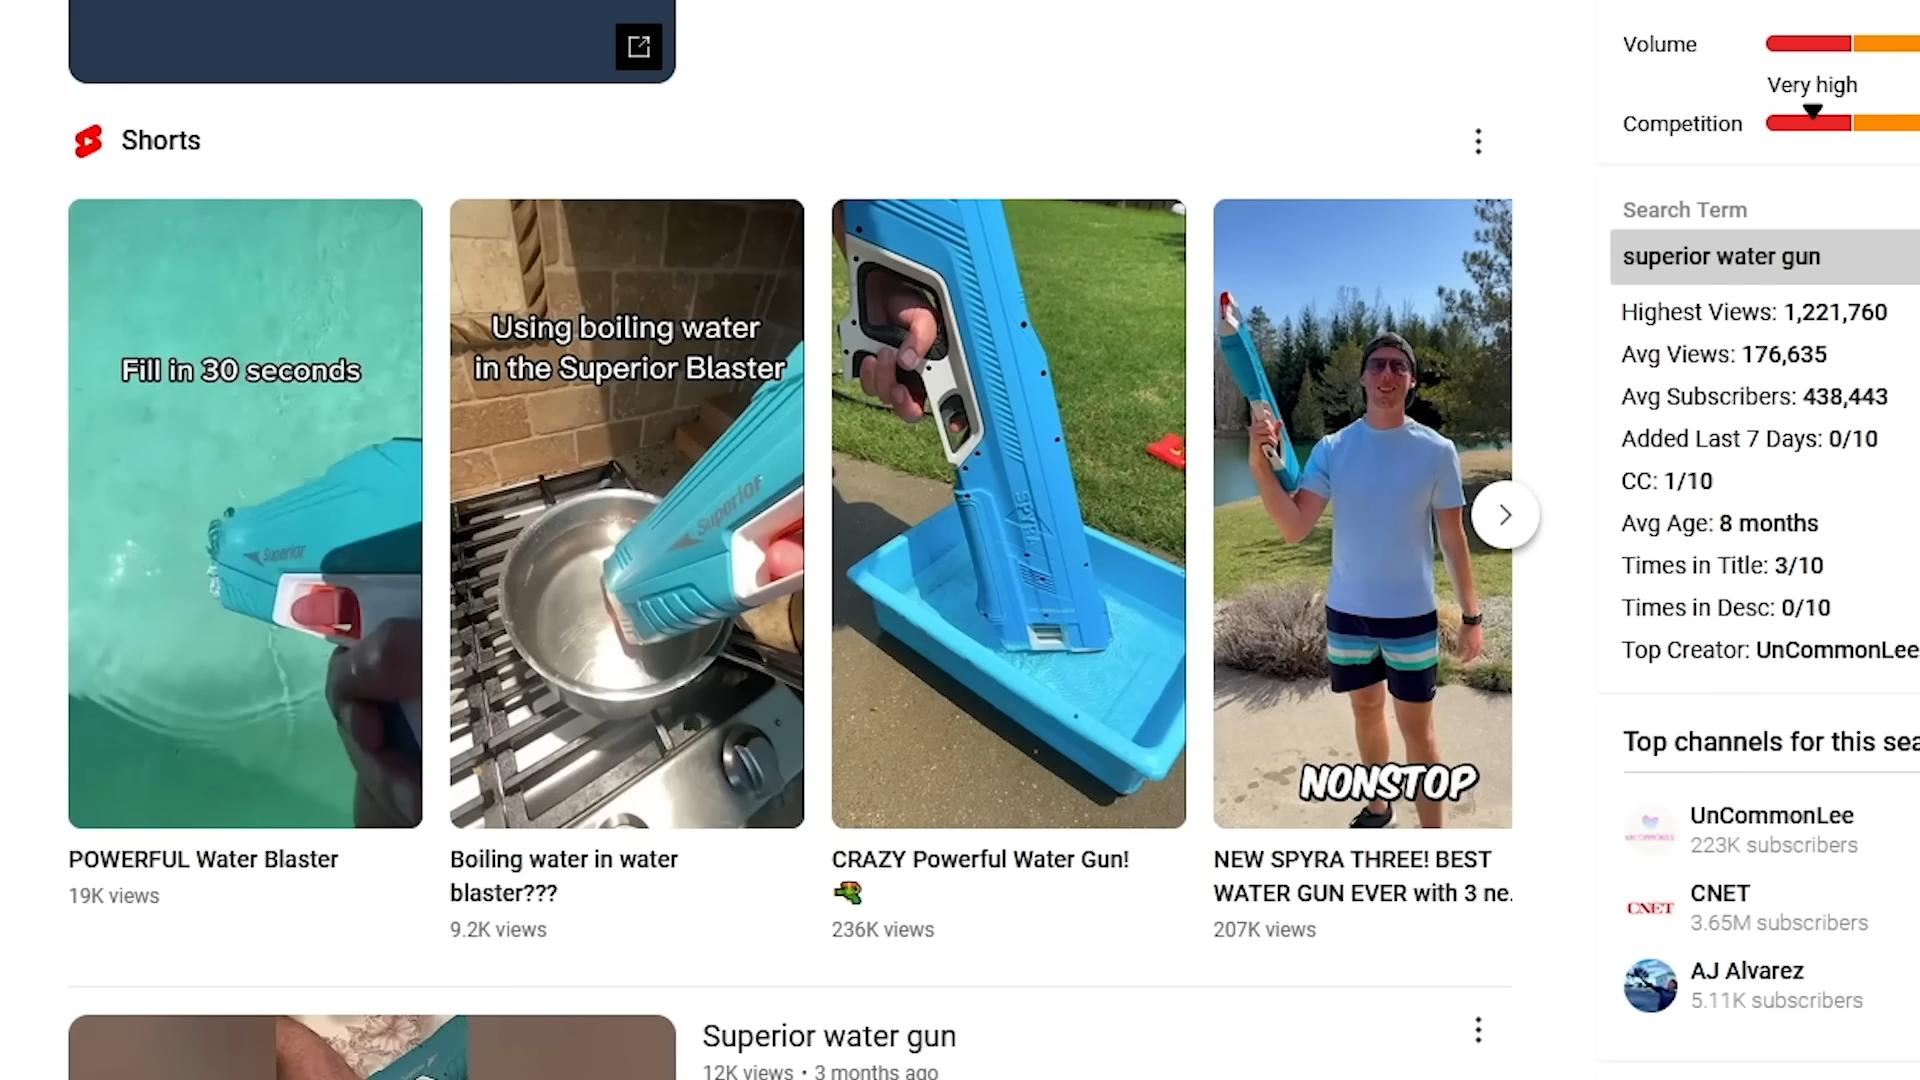 Volume
Very high
Competition
Shorts
Search Term
superior water gun
Highest Views: 1,221,760
Avg Views: 176,635
Avg Subscribers: 438,443
Added Last 7 Days: 0/10
CC: 1/10
Avg Age: 8 months
Times in Title: 3/10
Times in Desc: 0/10
Top Creator: UnCommonLee
Fill in 30 seconds
Superior
Using boiling water
in the Superior Blaster
Superior
SPYRA
NONSTOP
POWERFUL Water Blaster
19K views
Boiling water in water
blaster???
9.2K views
CRAZY Powerful Water Gun!
236K views
NEW SPYRA THREE! BEST
WATER GUN EVER with 3 ne.
207K views
Top channels for this sea
UnCommonLee
223K subscribers
CNET
CNET
3.65M subscribers
AJ Alvarez
5.11K subscribers
Superior water gun
12K views • 3 months ago